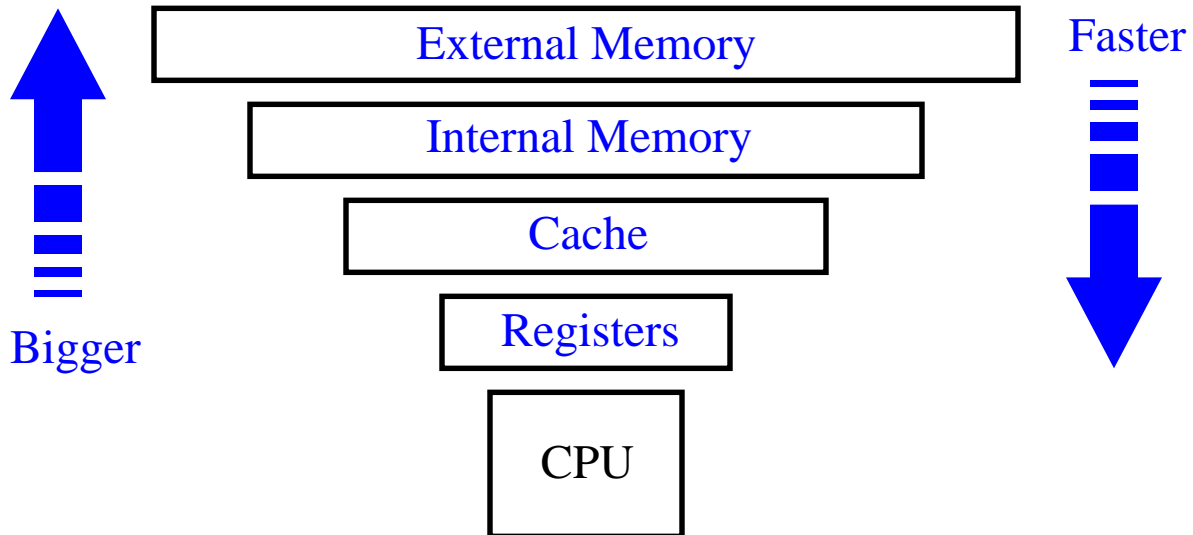 External Memory
Faster
Internal Memory
Cache
Registers
Bigger
CPU